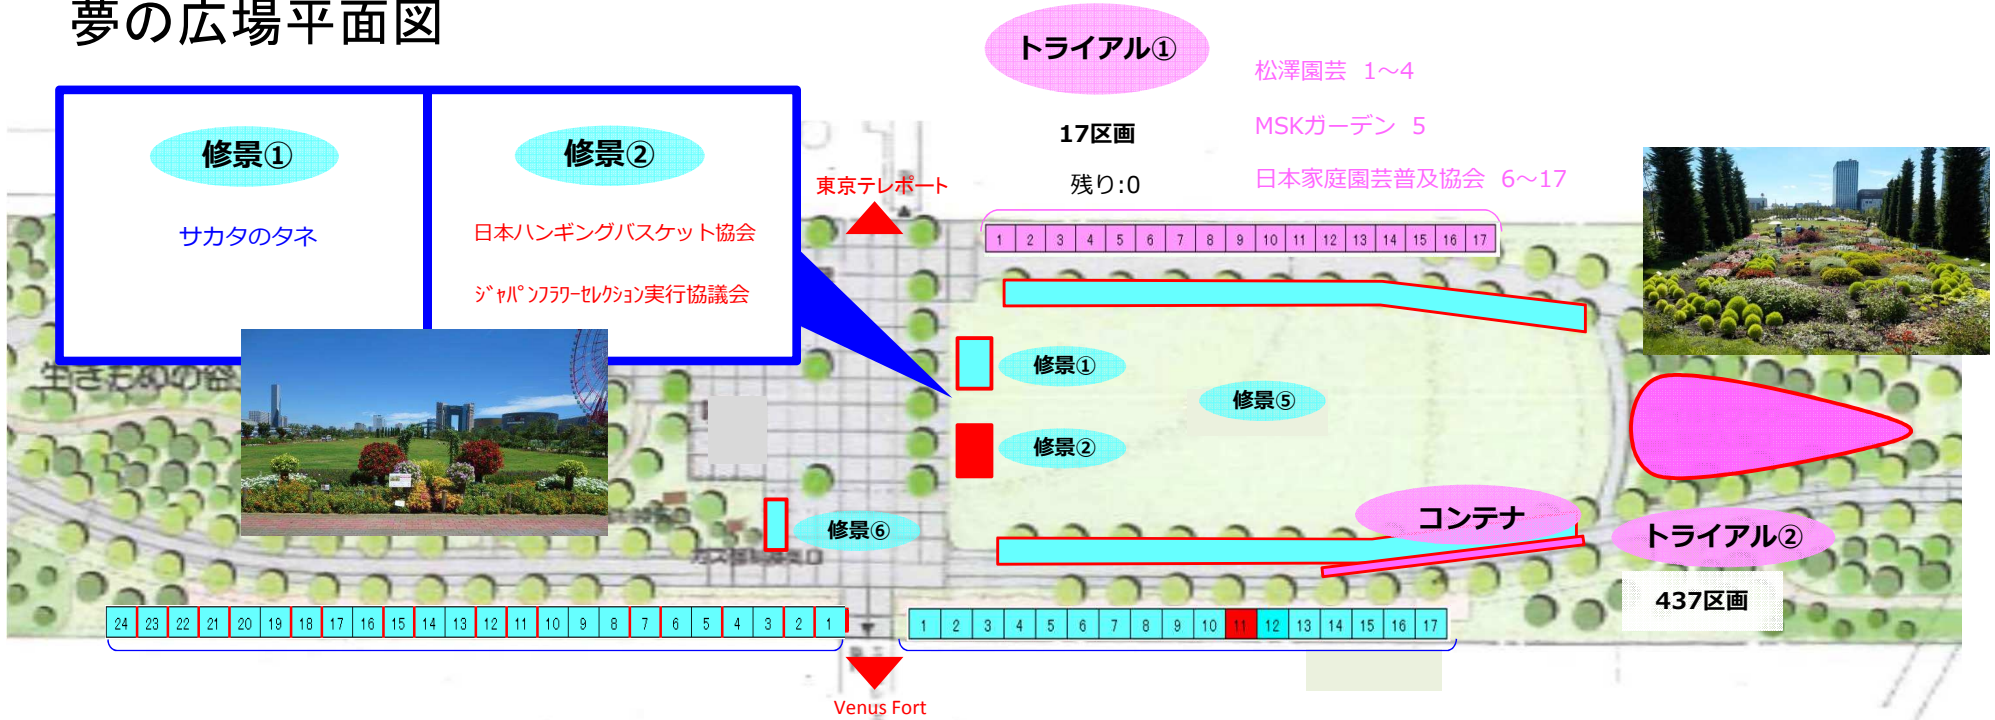 夢の広場平面図
トライアル①
松澤園芸 1～4
17区画
MSKガーデン 5
残り:0
日本家庭園芸普及協会 6～17
修景①
修景②
サカタのタネ
日本ハンギングバスケット協会
ｼﾞｬﾊﾟﾝﾌﾗﾜｰｾﾚｸｼｮﾝ実行協議会
東京テレポート
1 2 3 4 5 6 7 8 9 10 11 12 13 14 15 16 17
修景①
修景⑤
修景②
コンテナ
修景⑥
トライアル②
437区画
24 23 22 21 20 19 18 17 16 15 14 13 12 11 10 9 8 7 6 5 4 3 2 1
1 2 3 4 5 6 7 8 9 10 11 12 13 14 15 16 17
Venus Fort